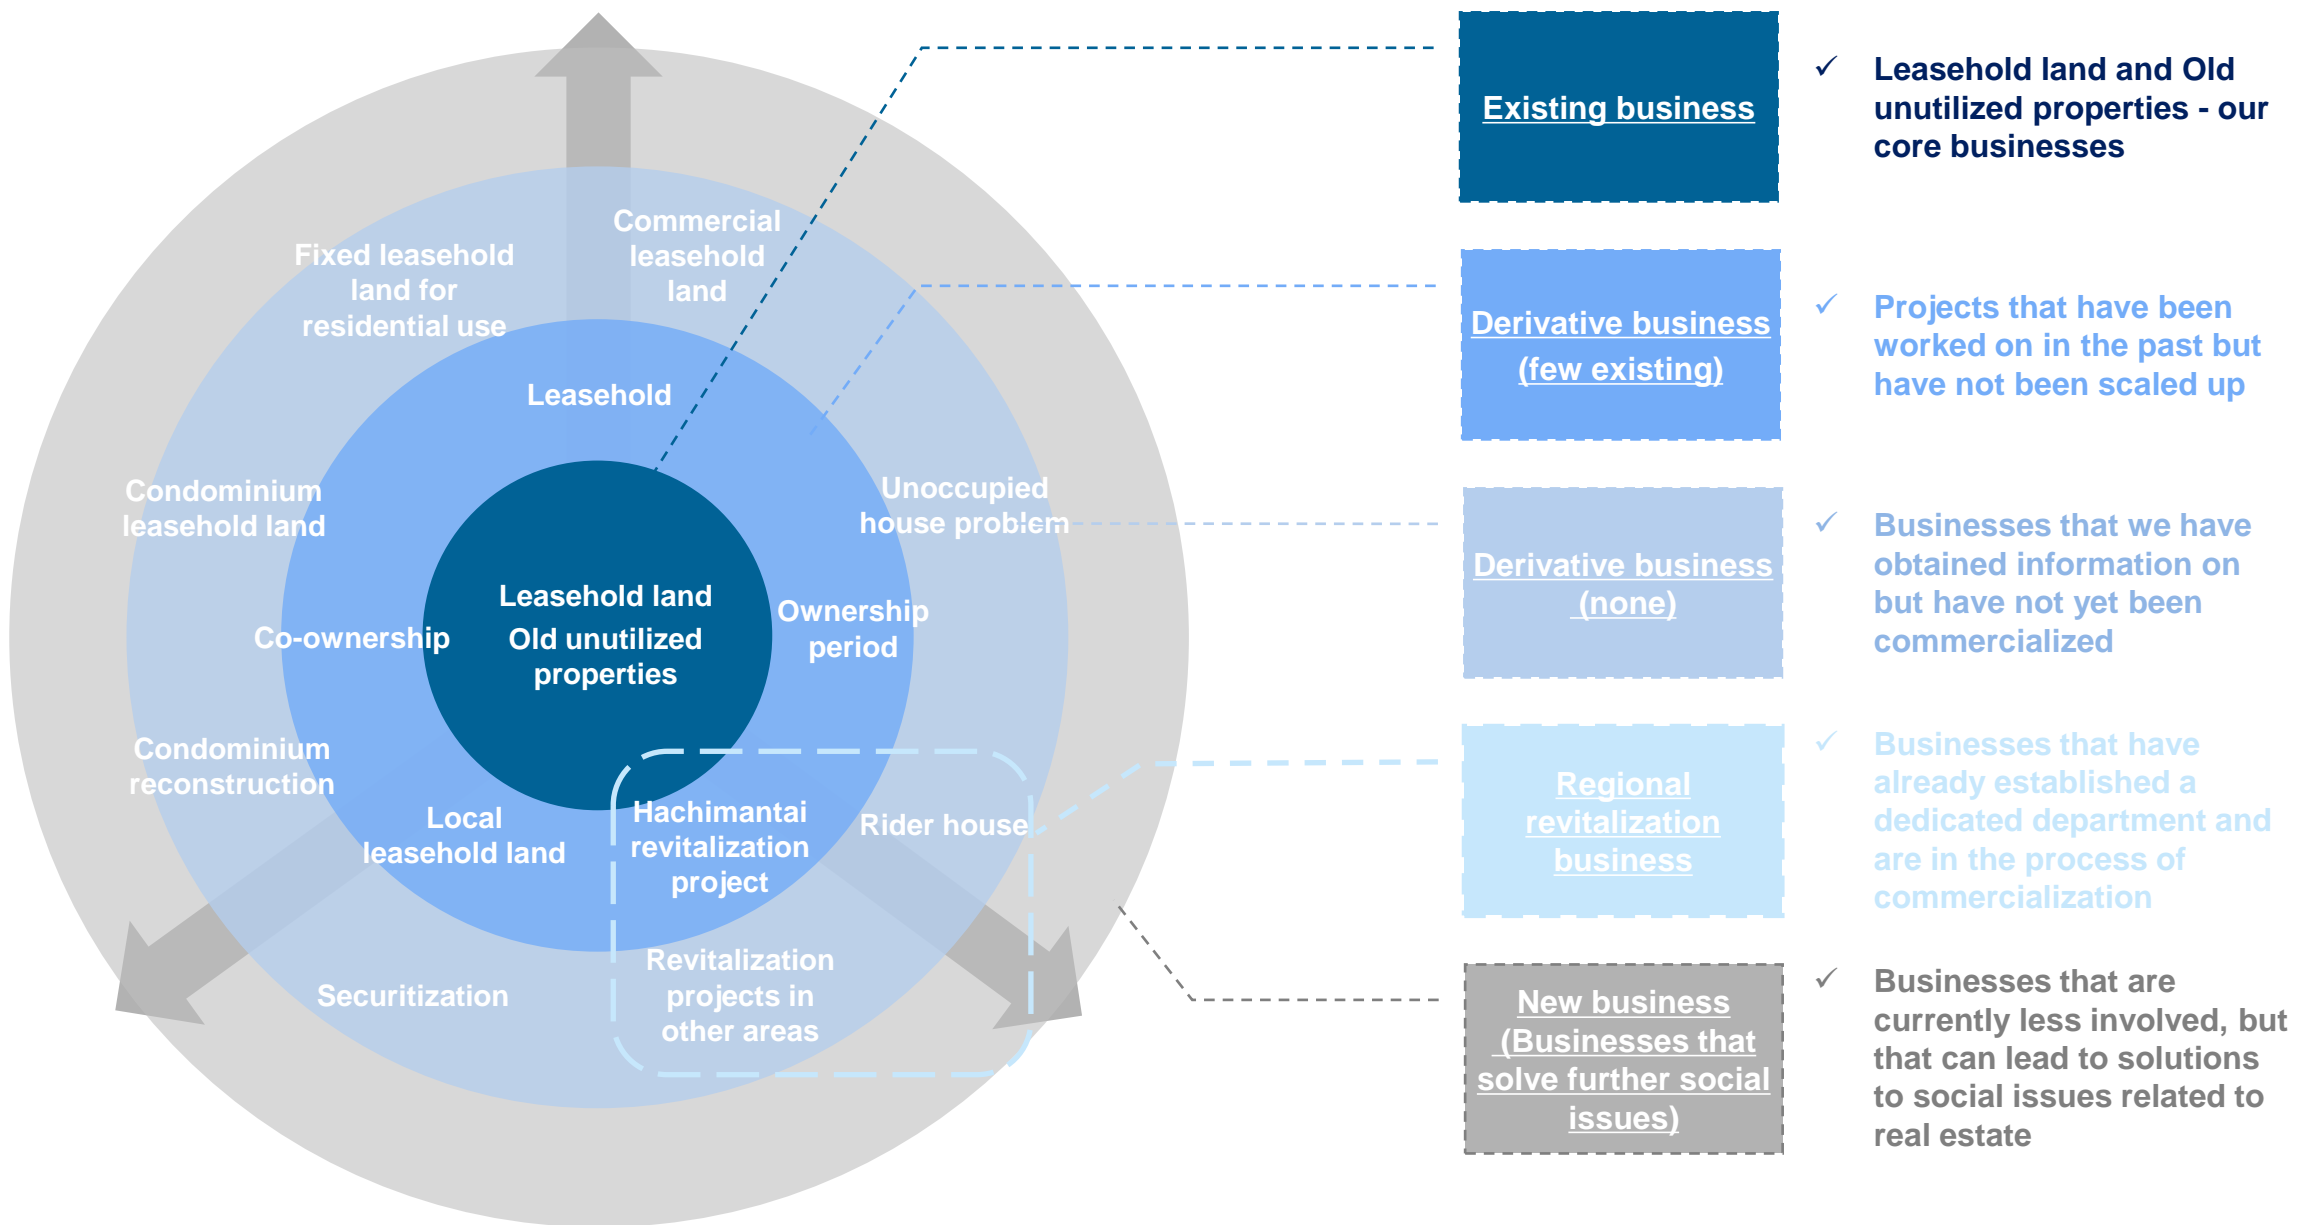 Commercial
leasehold
land
Fixed leasehold
land for
residential use
Leasehold
Condominium
leasehold land
Unoccupied
house problem
Leasehold land
Old unutilized
properties
Ownership
period
Co-ownership
Condominium
reconstruction
Local
leasehold land
Hachimantai
revitalization
project
Rider house
Securitization
Revitalization
projects in
other areas
Existing business
✓ Leasehold land and Old
unutilized properties - our
core businesses
Derivative business
(few existing)
✓ Projects that have been
worked on in the past but
have not been scaled up
Derivative business
(none)
✓ Businesses that we have
obtained information on
but have not yet been
commercialized
Regional
revitalization
business
✓ Businesses that have
already established a
dedicated department and
are in the process of
commercialization
New business
(Businesses that
solve further social
issues)
✓ Businesses that are
currently less involved, but
that can lead to solutions
to social issues related to
real estate